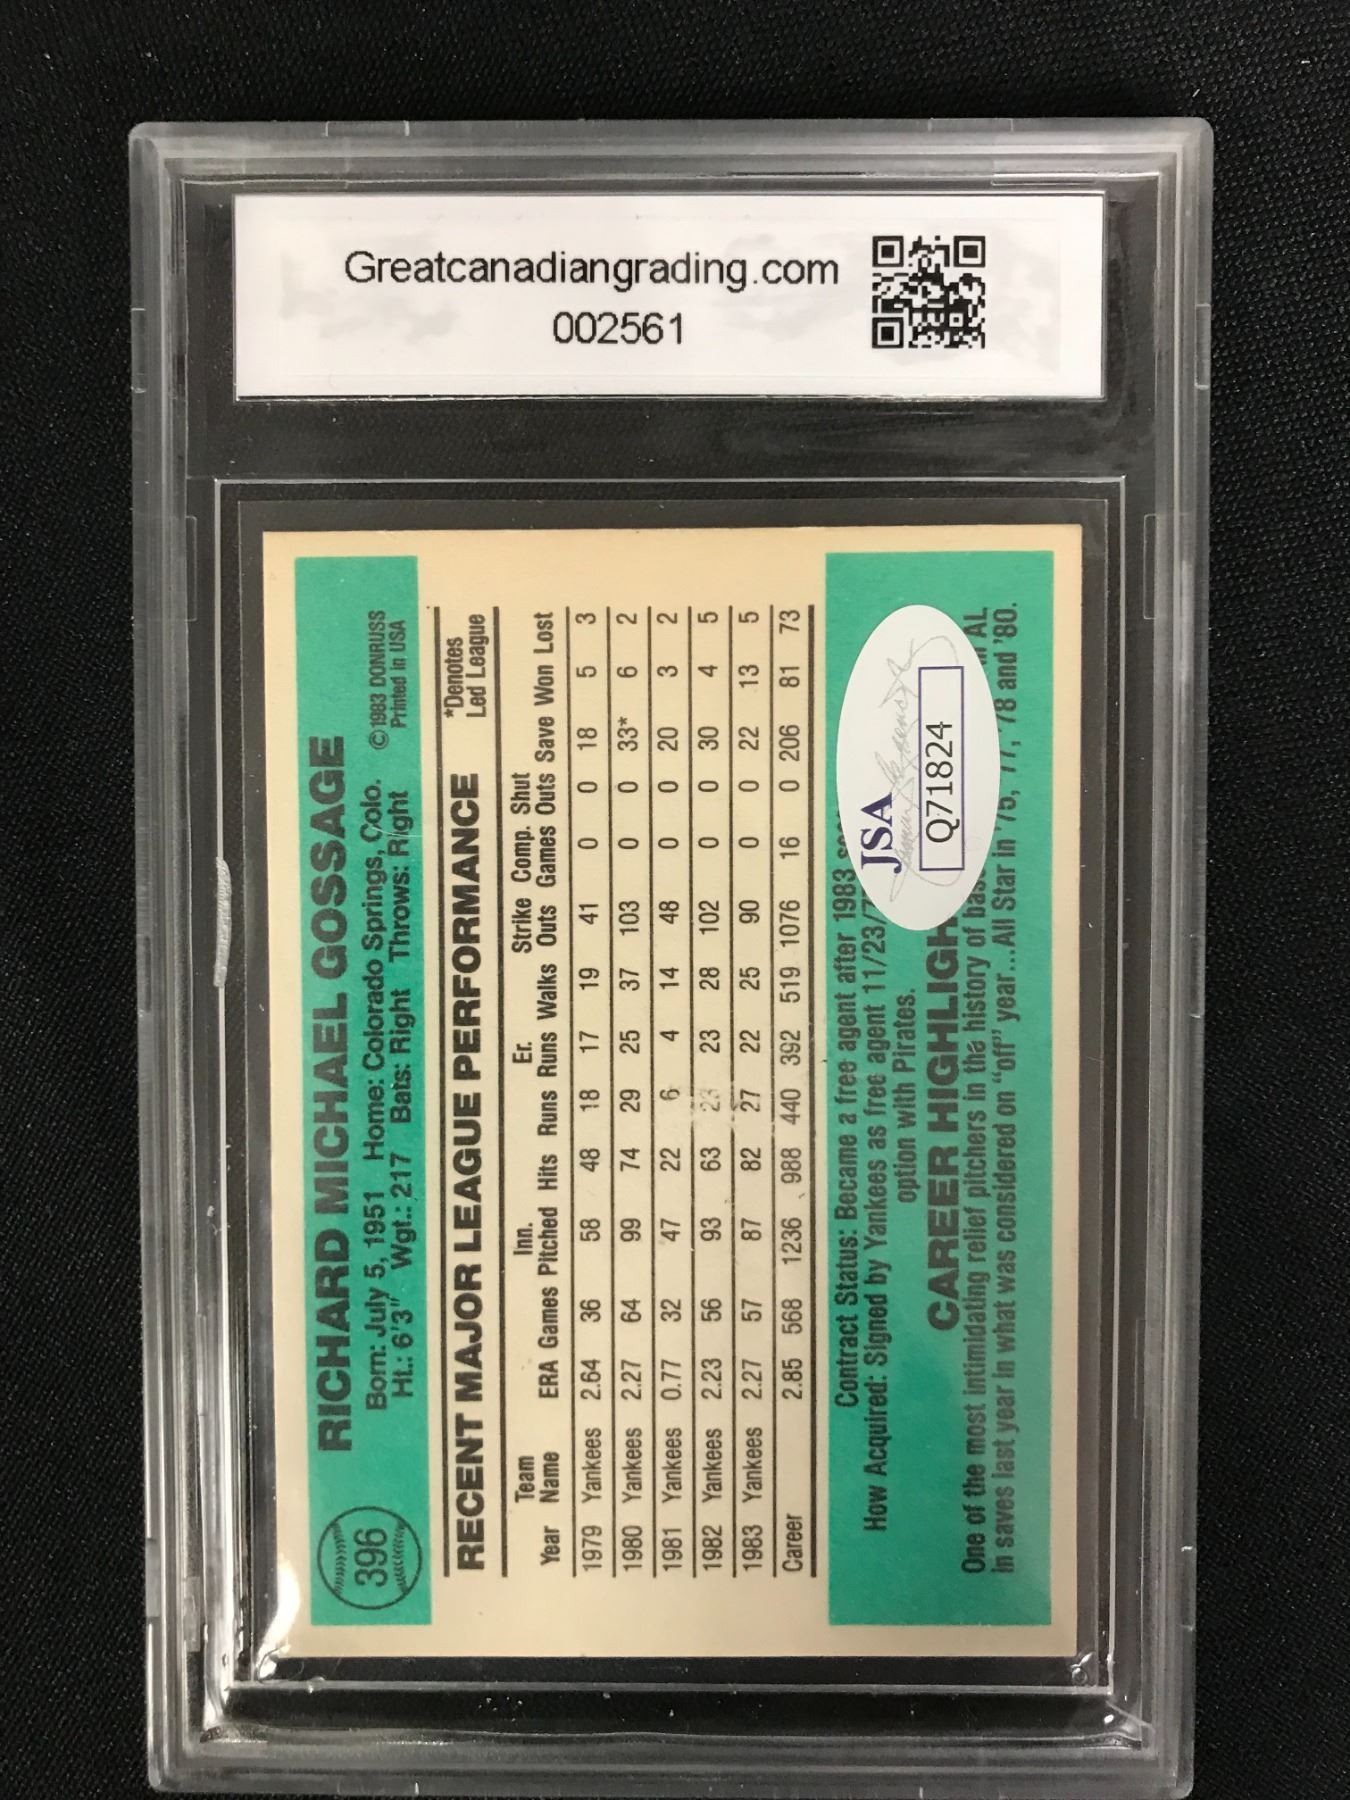 Greatcanadiangrading.com
002561
396
RICHARD MICHAEL GOSSAGE
Born: July 5, 1951 Home: Colorado Springs, Colo.
Ht.: 6'3" Wgt.: 217 Bats: Right Throws: Right
©1983 DONRUSS
Printed in USA
RECENT MAJOR LEAGUE PERFORMANCE
*Denotes
Led League
Team Inn. Er. Strike Comp. Shut
Year Name ERA Games Pitched Hits Runs Runs Walks Outs Games Outs Save Won Lost
1979 Yankees 2.64 36 58 48 18 17 19 41 0 0 18 5 3
1980 Yankees 2.27 64 99 74 29 25 37 103 0 0 33* 6 2
1981 Yankees 0.77 32 47 22 6 4 14 48 0 0 20 3 2
1982 Yankees 2.23 56 93 63 23 23 28 102 0 0 30 4 5
1983 Yankees 2.27 57 87 82 27 22 25 90 0 0 22 13 5
Career 2.85 568 1236 988 440 392 519 1076 16 0 206 81 73
Contract Status: Became a free agent after 1983
How Acquired: Signed by Yankees as free agent 11/23/7
option with Pirates.
CAREER HIGHLIGH
One of the most intimidating relief pitchers in the history of bas AL
in saves last year in what was considered on "off" year...All Star in '75, '77, '78 and '80.
JSA
Q71824